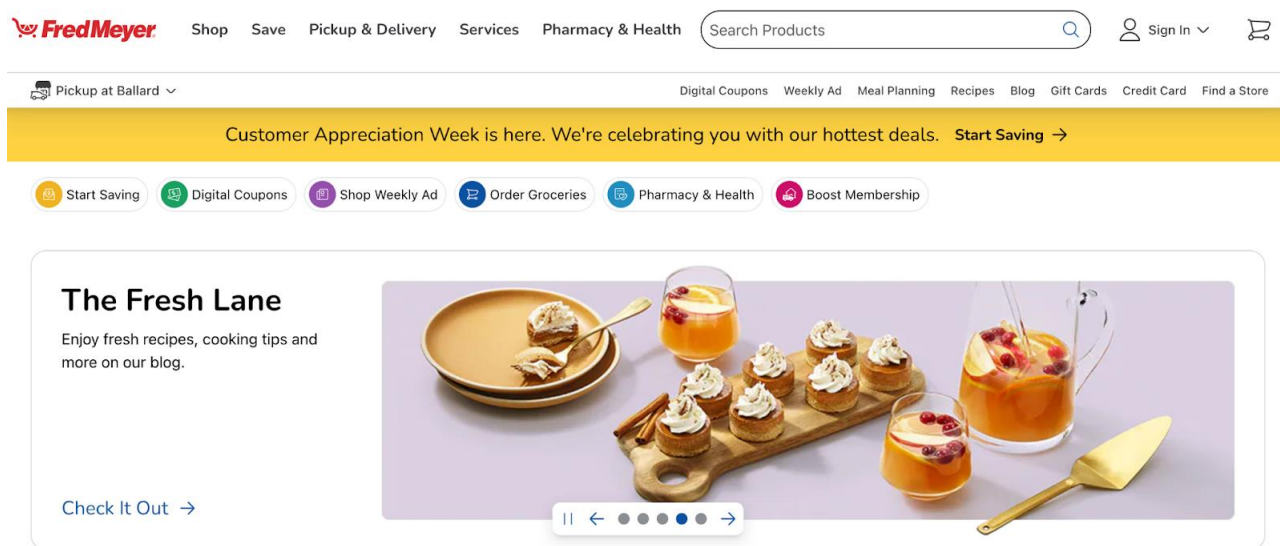 Fred Meyer Shop Save Pickup & Delivery Services Pharmacy & Health Search Products Sign In
Pickup at Ballard Digital Coupons Weekly Ad Meal Planning Recipes Blog Gift Cards Credit Card Find a Store
Customer Appreciation Week is here. We're celebrating you with our hottest deals. Start Saving →
Start Saving Digital Coupons Shop Weekly Ad Order Groceries Pharmacy & Health Boost Membership
The Fresh Lane
Enjoy fresh recipes, cooking tips and
more on our blog.
Check It Out →